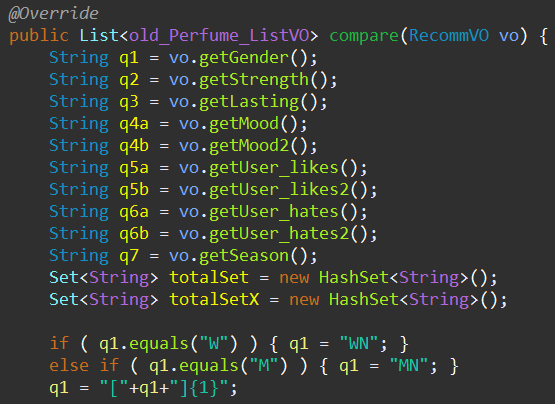 @Override
public List<old_Perfume_ListVO> compare(RecommVO vo) {
    String q1 = vo.getGender();
    String q2 = vo.getStrength();
    String q3 = vo.getLasting();
    String q4a = vo.getMood();
    String q4b = vo.getMood2();
    String q5a = vo.getUser_likes();
    String q5b = vo.getUser_likes2();
    String q6a = vo.getUser_hates();
    String q6b = vo.getUser_hates2();
    String q7 = vo.getSeason();
    Set<String> totalSet = new HashSet<String>();
    Set<String> totalSetX = new HashSet<String>();

    if ( q1.equals("W") ) { q1 = "WN"; }
    else if ( q1.equals("M") ) { q1 = "MN"; }
    q1 = "["+q1+"]{1}";